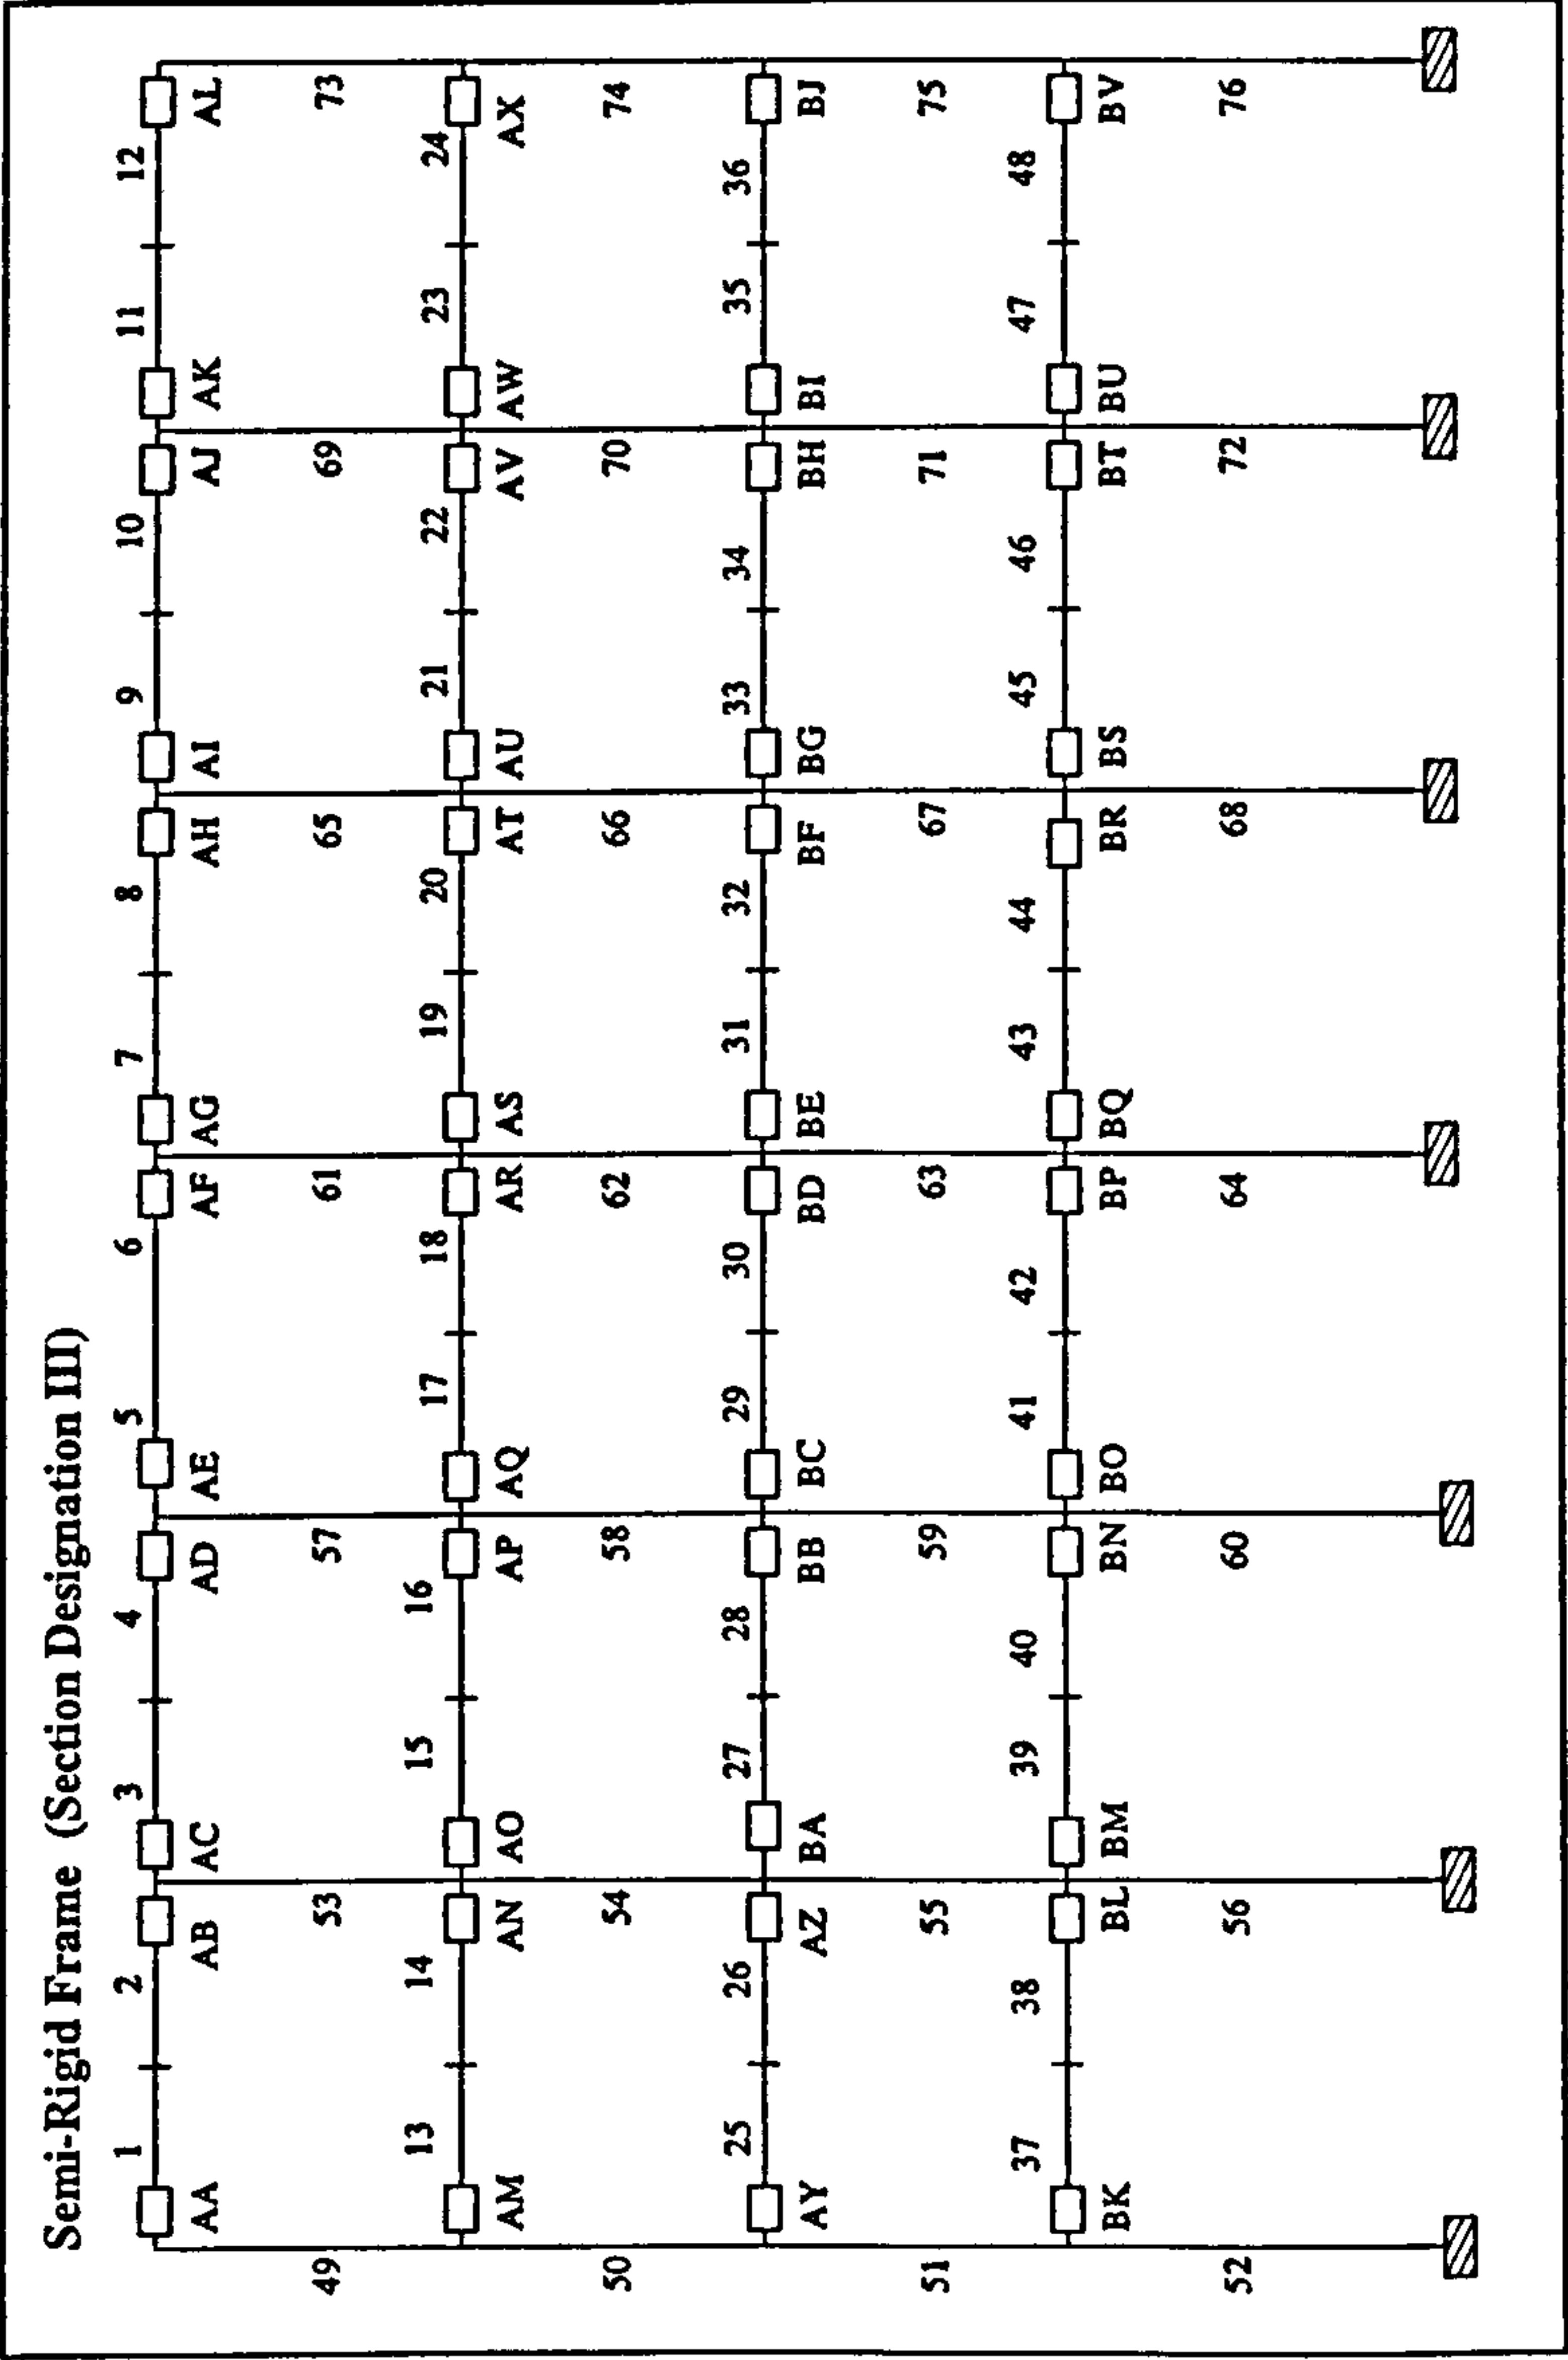 Semi-Rigid Frame (Section Designation III)
1 2 3 4 5 6 7 8 9 10 11 12
AA AB AC AD AE AF AG AH AI AJ AK AL
49 53 57 61 65 69 73
13 14 15 16 17 18 19 20 21 22 23 24
AM AN AO AP AQ AR AS AT AU AV AW AX
50 54 58 62 66 70 74
25 26 27 28 29 30 31 32 33 34 35 36
AY AZ BA BB BC BD BE BF BG BH BI BJ
51 55 59 63 67 71 75
37 38 39 40 41 42 43 44 45 46 47 48
BK BL BM BN BO BP BQ BR BS BT BU BV
52 56 60 64 68 72 76